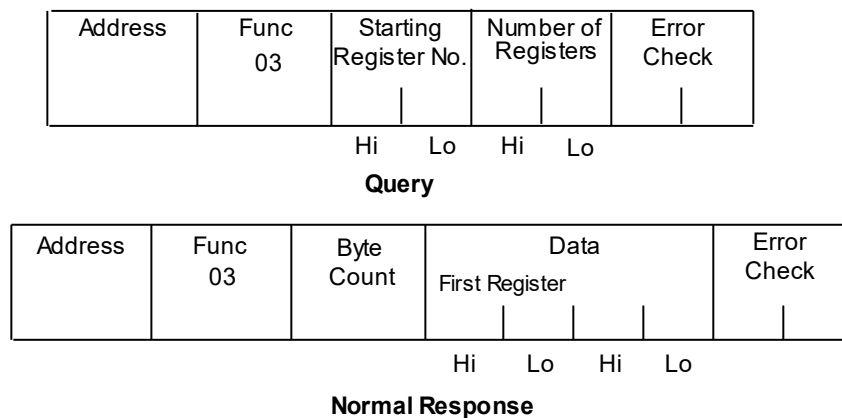 Address Func Starting Number of Error
03 Register No. Registers Check
Hi Lo Hi Lo
Query
Address Func Byte Data Error
03 Count First Register Check
Hi Lo Hi Lo
Normal Response